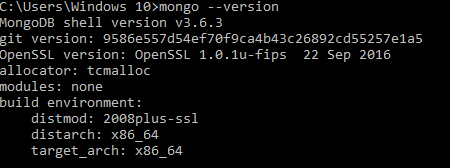 C:\Users\Windows 10>mongo --version
MongoDB shell version v3.6.3
git version: 9586e557d54ef70f9ca4b43c26892cd55257e1a5
OpenSSL version: OpenSSL 1.0.1u-fips  22 Sep 2016
allocator: tcmalloc
modules: none
build environment:
    distmod: 2008plus-ssl
    distarch: x86_64
    target_arch: x86_64